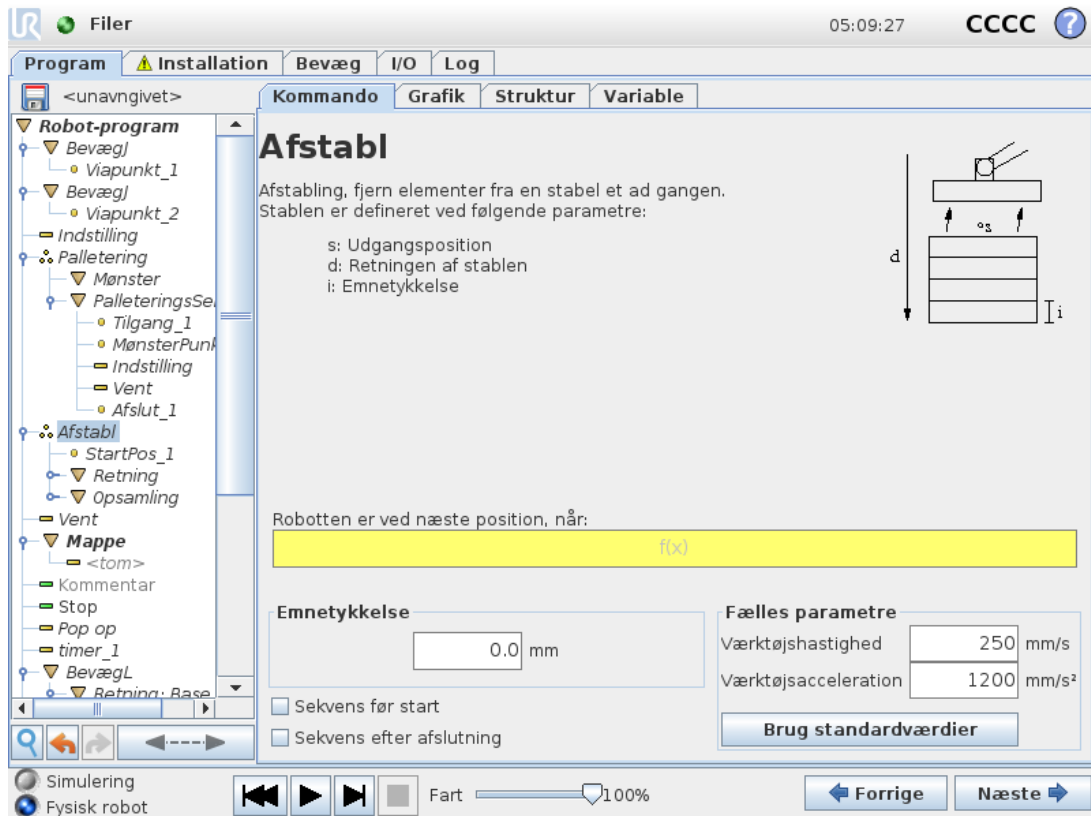 UR Filer 05:09:27 CCCC ?
Program Installation Bevæg I/O Log
<unavngivet>
Kommando Grafik Struktur Variable
Robot-program
BevægJ
Viapunkt_1
BevægJ
Viapunkt_2
Indstilling
Palletering
Mønster
PalleteringsSe
Tilgang_1
MønsterPunk
Indstilling
Vent
Afslut_1
Afstabl
StartPos_1
Retning
Opsamling
Vent
Mappe
<tom>
Kommentar
Stop
Pop op
timer_1
BevægL
Retning: Base
Afstabl
Afstabling, fjern elementer fra en stabel et ad gangen.
Stablen er defineret ved følgende parametre:
s: Udgangsposition
d: Retningen af stablen
i: Emnetykkelse
s
d
i
Robotten er ved næste position, når:
f(x)
Emnetykkelse
0.0 mm
Sekvens før start
Sekvens efter afslutning
Fælles parametre
Værktøjshastighed 250 mm/s
Værktøjsacceleration 1200 mm/s²
Brug standardværdier
Simulering
Fysisk robot
Fart 100%
Forrige Næste